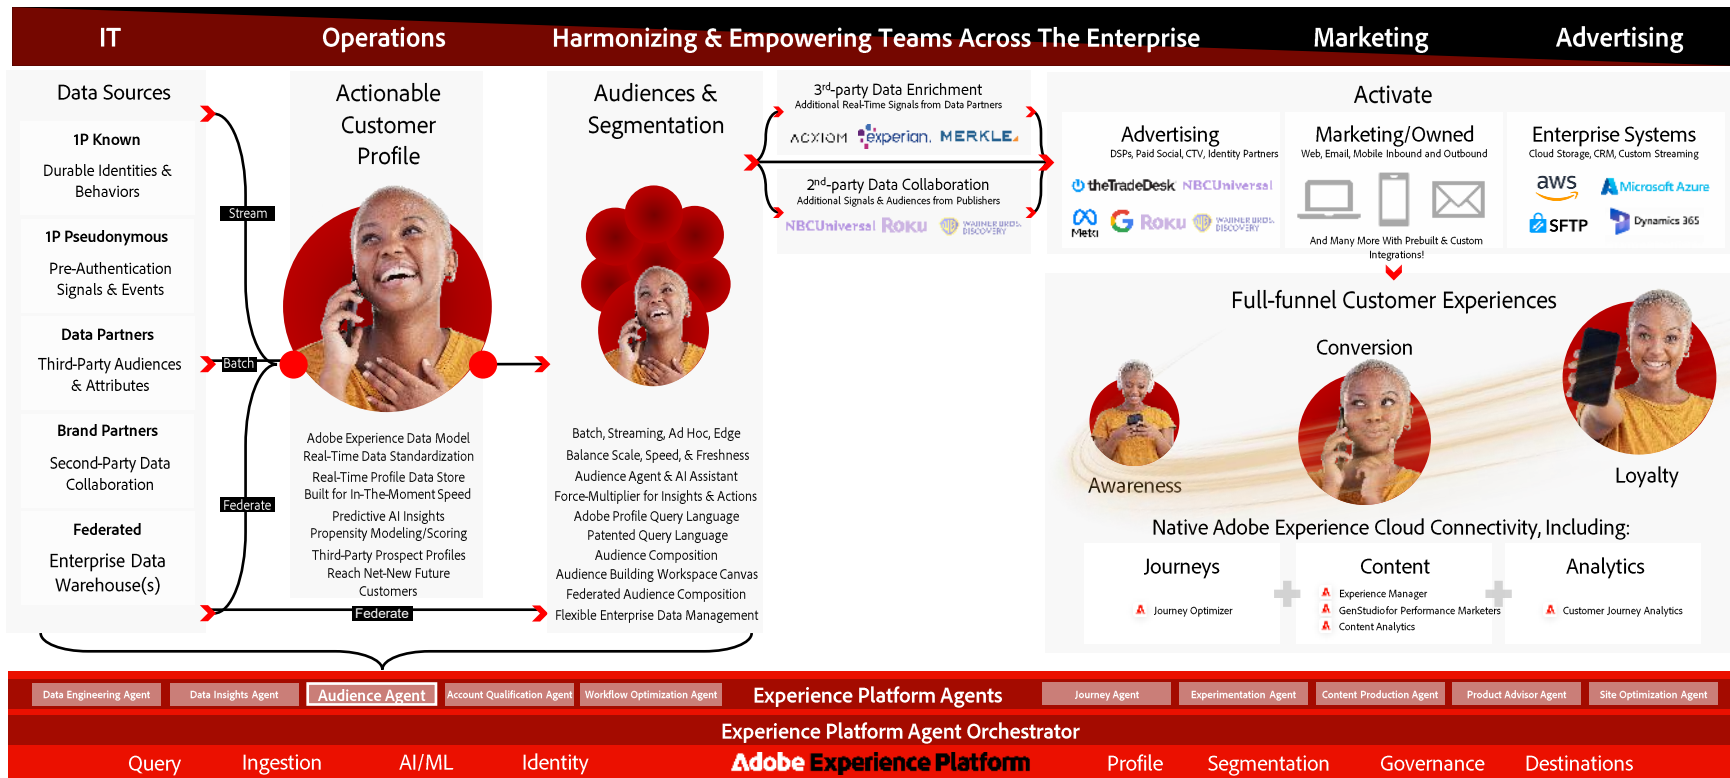 IT
Operations
Harmonizing & Empowering Teams Across The Enterprise
Marketing
Advertising
Data Sources
1P Known
Durable Identities &
Behaviors
1P Pseudonymous
Pre-Authentication
Signals & Events
Data Partners
Third-Party Audiences
& Attributes
Brand Partners
Second-Party Data
Collaboration
Federated
Enterprise Data
Warehouse(s)
Stream
Batch
Federate
Federate
Actionable
Customer
Profile
Adobe Experience Data Model
Real-Time Data Standardization
Real-Time Profile Data Store
Built for In-The-Moment Speed
Predictive AI Insights
Propensity Modeling/Scoring
Third-Party Prospect Profiles
Reach Net-New Future
Customers
Audiences &
Segmentation
Batch, Streaming, Ad Hoc, Edge
Balance Scale, Speed, & Freshness
Audience Agent & AI Assistant
Force-Multiplier for Insights & Actions
Adobe Profile Query Language
Patented Query Language
Audience Composition
Audience Building Workspace Canvas
Federated Audience Composition
Flexible Enterprise Data Management
3rd-party Data Enrichment
Additional Real-Time Signals from Data Partners
ACXIOM experian. MERKLE
2nd-party Data Collaboration
Additional Signals & Audiences from Publishers
NBCUniversal ROKU WB WARNER BROS. DISCOVERY
Activate
Advertising
DSPs, Paid Social, CTV, Identity Partners
theTradeDesk NBCUniversal
Meta G ROKU WB WARNER BROS. DISCOVERY
Marketing/Owned
Web, Email, Mobile Inbound and Outbound
And Many More With Prebuilt & Custom
Integrations!
Enterprise Systems
Cloud Storage, CRM, Custom Streaming
aws Microsoft Azure
SFTP Dynamics 365
Full-funnel Customer Experiences
Awareness
Conversion
Loyalty
Native Adobe Experience Cloud Connectivity, Including:
Journeys
Journey Optimizer
Content
Experience Manager
GenStudio for Performance Marketers
Content Analytics
Analytics
Customer Journey Analytics
Data Engineering Agent
Data Insights Agent
Audience Agent
Account Qualification Agent
Workflow Optimization Agent
Experience Platform Agents
Journey Agent
Experimentation Agent
Content Production Agent
Product Advisor Agent
Site Optimization Agent
Experience Platform Agent Orchestrator
Query
Ingestion
AI/ML
Identity
Adobe Experience Platform
Profile
Segmentation
Governance
Destinations